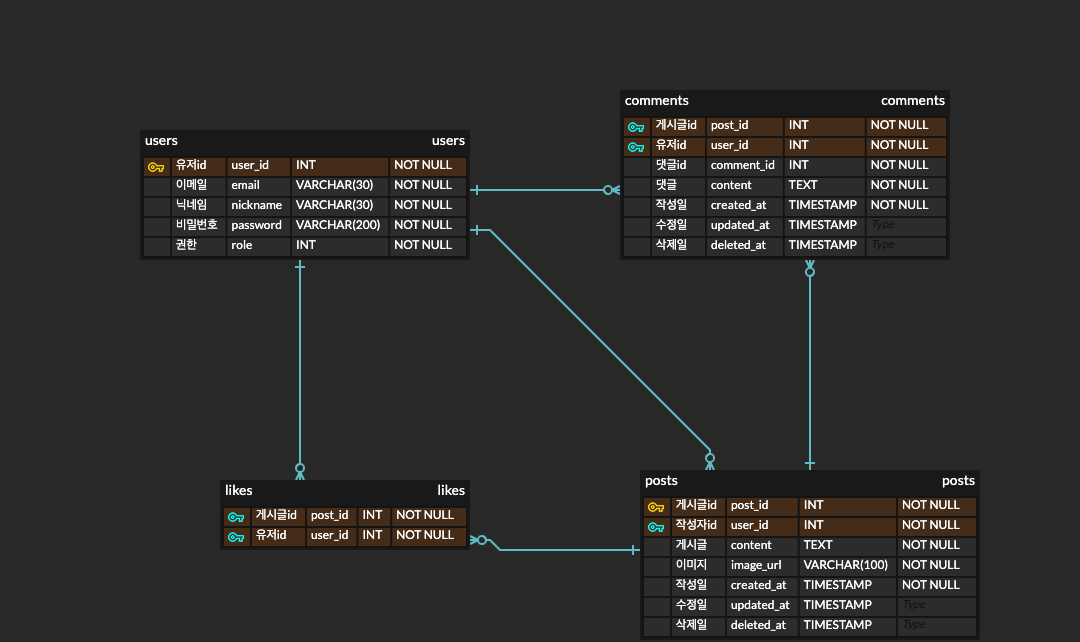 users users
유저id user_id INT NOT NULL
이메일 email VARCHAR(30) NOT NULL
닉네임 nickname VARCHAR(30) NOT NULL
비밀번호 password VARCHAR(200) NOT NULL
권한 role INT NOT NULL
comments comments
게시글id post_id INT NOT NULL
유저id user_id INT NOT NULL
댓글id comment_id INT NOT NULL
댓글 content TEXT NOT NULL
작성일 created_at TIMESTAMP NOT NULL
수정일 updated_at TIMESTAMP Type
삭제일 deleted_at TIMESTAMP Type
likes likes
게시글id post_id INT NOT NULL
유저id user_id INT NOT NULL
posts posts
게시글id post_id INT NOT NULL
작성자id user_id INT NOT NULL
게시글 content TEXT NOT NULL
이미지 image_url VARCHAR(100) NOT NULL
작성일 created_at TIMESTAMP NOT NULL
수정일 updated_at TIMESTAMP Type
삭제일 deleted_at TIMESTAMP Type